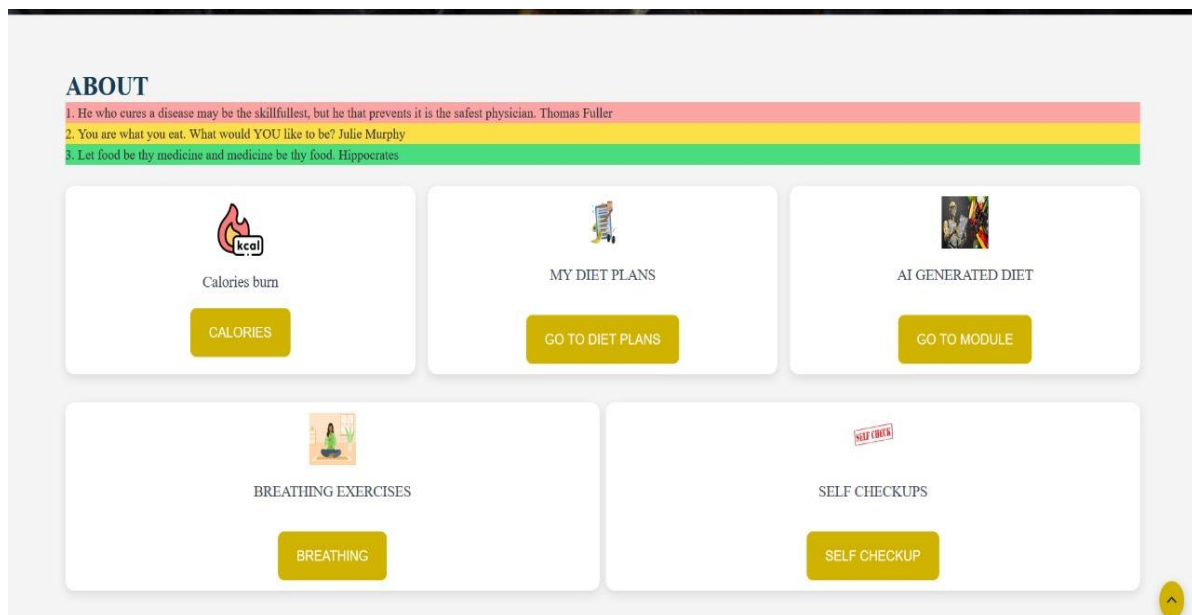 ABOUT
1. He who cures a disease may be the skillfullest, but he that prevents it is the safest physician. Thomas Fuller
2. You are what you eat. What would YOU like to be? Julie Murphy
3. Let food be thy medicine and medicine be thy food. Hippocrates
kcal
Calories burn
CALORIES
MY DIET PLANS
GO TO DIET PLANS
AI GENERATED DIET
GO TO MODULE
BREATHING EXERCISES
BREATHING
SELF CHECK
SELF CHECKUPS
SELF CHECKUP